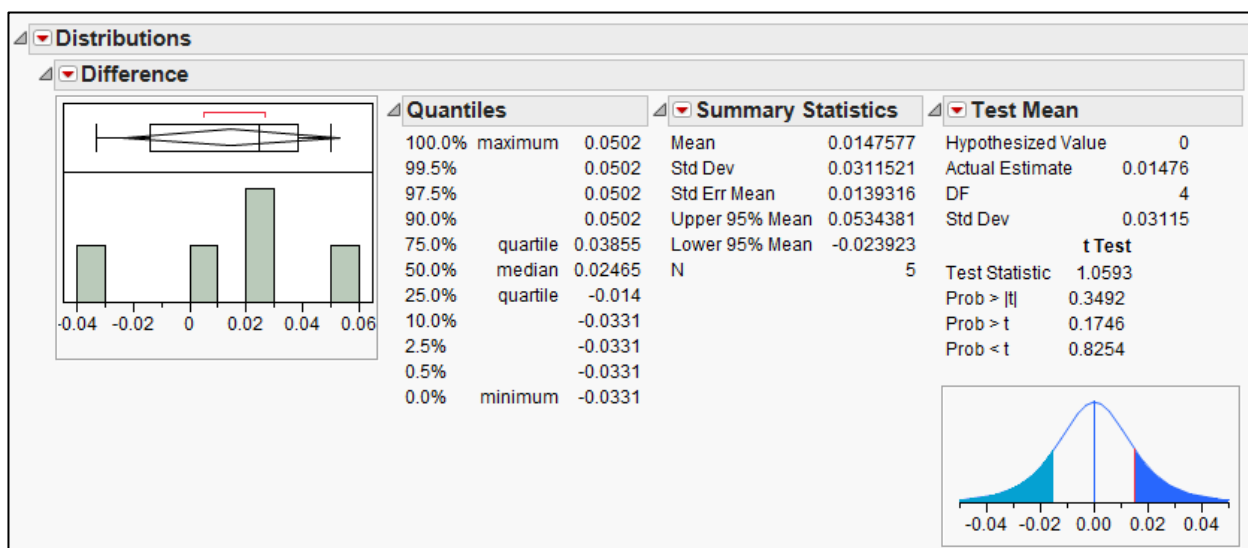 Distributions
Difference
-0.04 -0.02 0 0.02 0.04 0.06
Quantiles
100.0% maximum 0.0502
99.5% 0.0502
97.5% 0.0502
90.0% 0.0502
75.0% quartile 0.03855
50.0% median 0.02465
25.0% quartile -0.014
10.0% -0.0331
2.5% -0.0331
0.5% -0.0331
0.0% minimum -0.0331
Summary Statistics
Mean 0.0147577
Std Dev 0.0311521
Std Err Mean 0.0139316
Upper 95% Mean 0.0534381
Lower 95% Mean -0.023923
N 5
Test Mean
Hypothesized Value 0
Actual Estimate 0.01476
DF 4
Std Dev 0.03115
t Test
Test Statistic 1.0593
Prob > |t| 0.3492
Prob > t 0.1746
Prob < t 0.8254
-0.04 -0.02 0.00 0.02 0.04